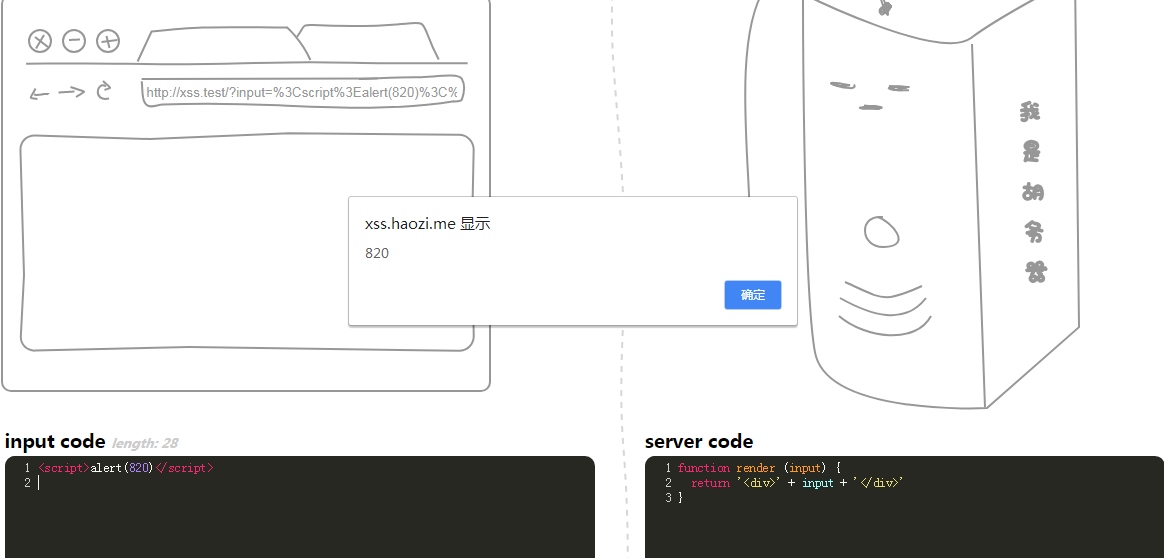 http://xss.test/?input=%3Cscript%3Ealert(820)%3C%
我
是
服
务
器
xss.haozi.me 显示
820
确定
input code length: 28
1 <script>alert(820)</script>
2
server code
1 function render (input) {
2 return '<div>' + input + '</div>'
3 }